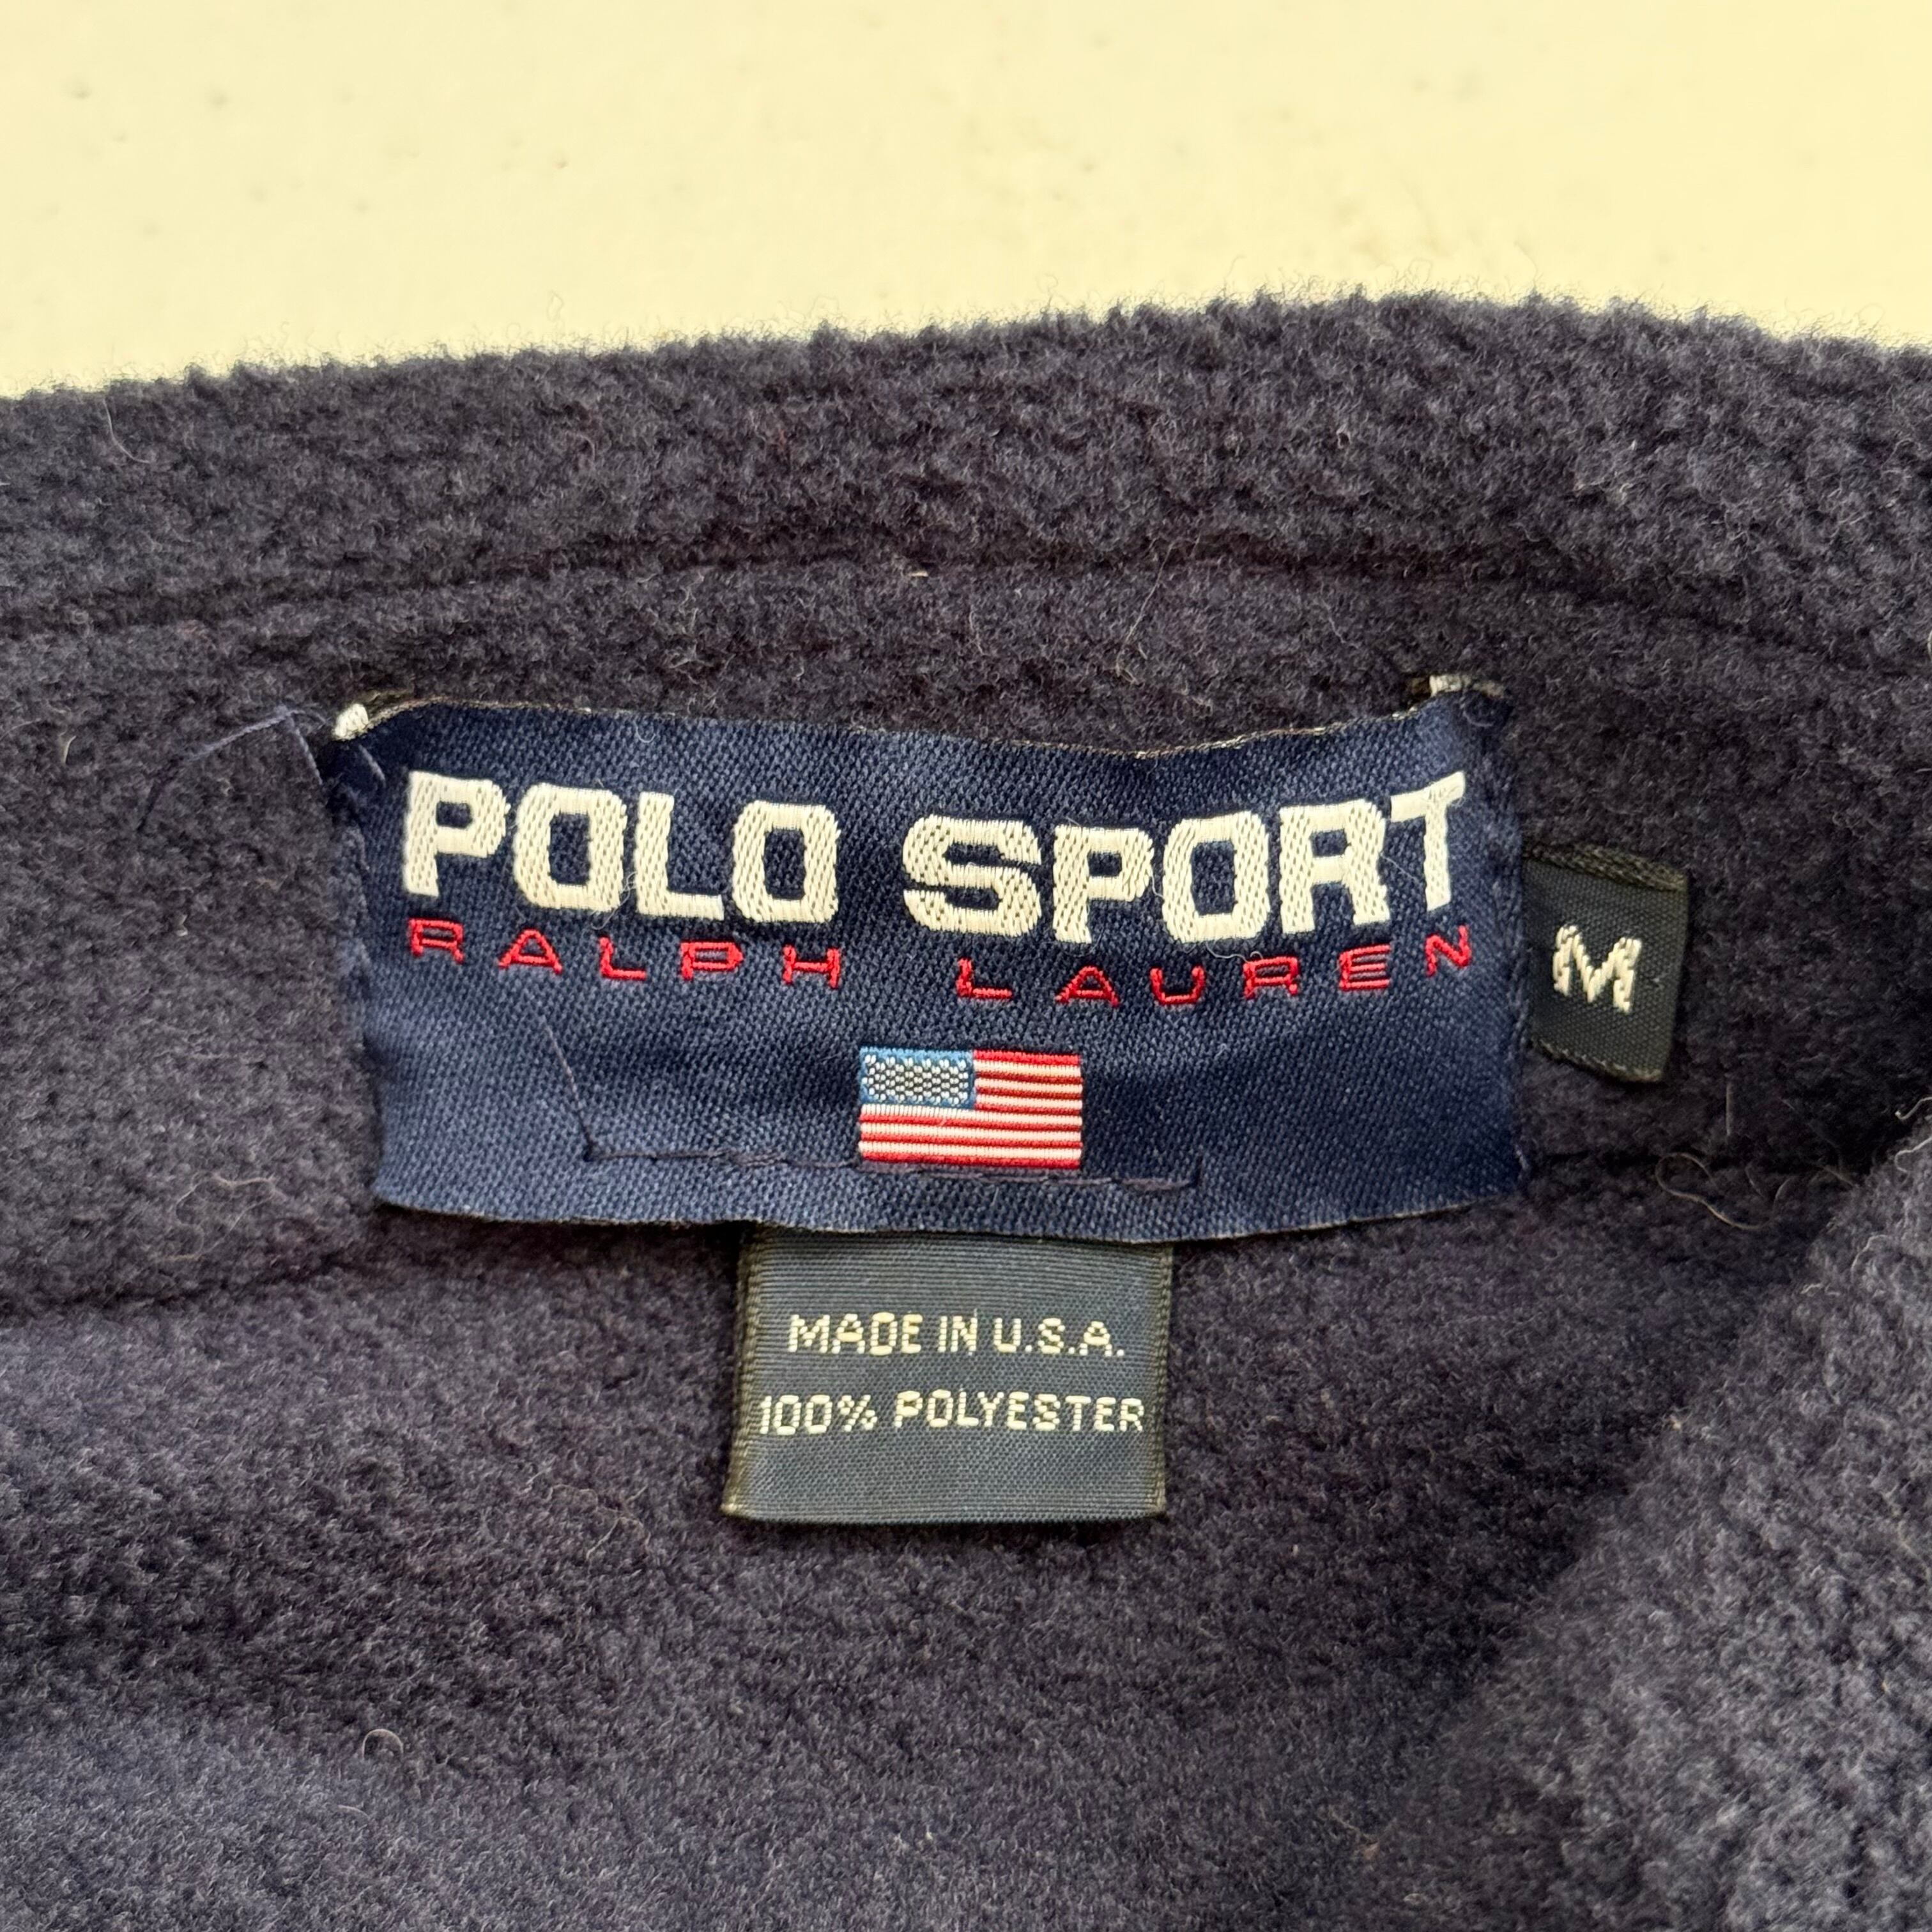 POLO SPORT
RALPH LAUREN
M
MADE IN U.S.A.
100% POLYESTER